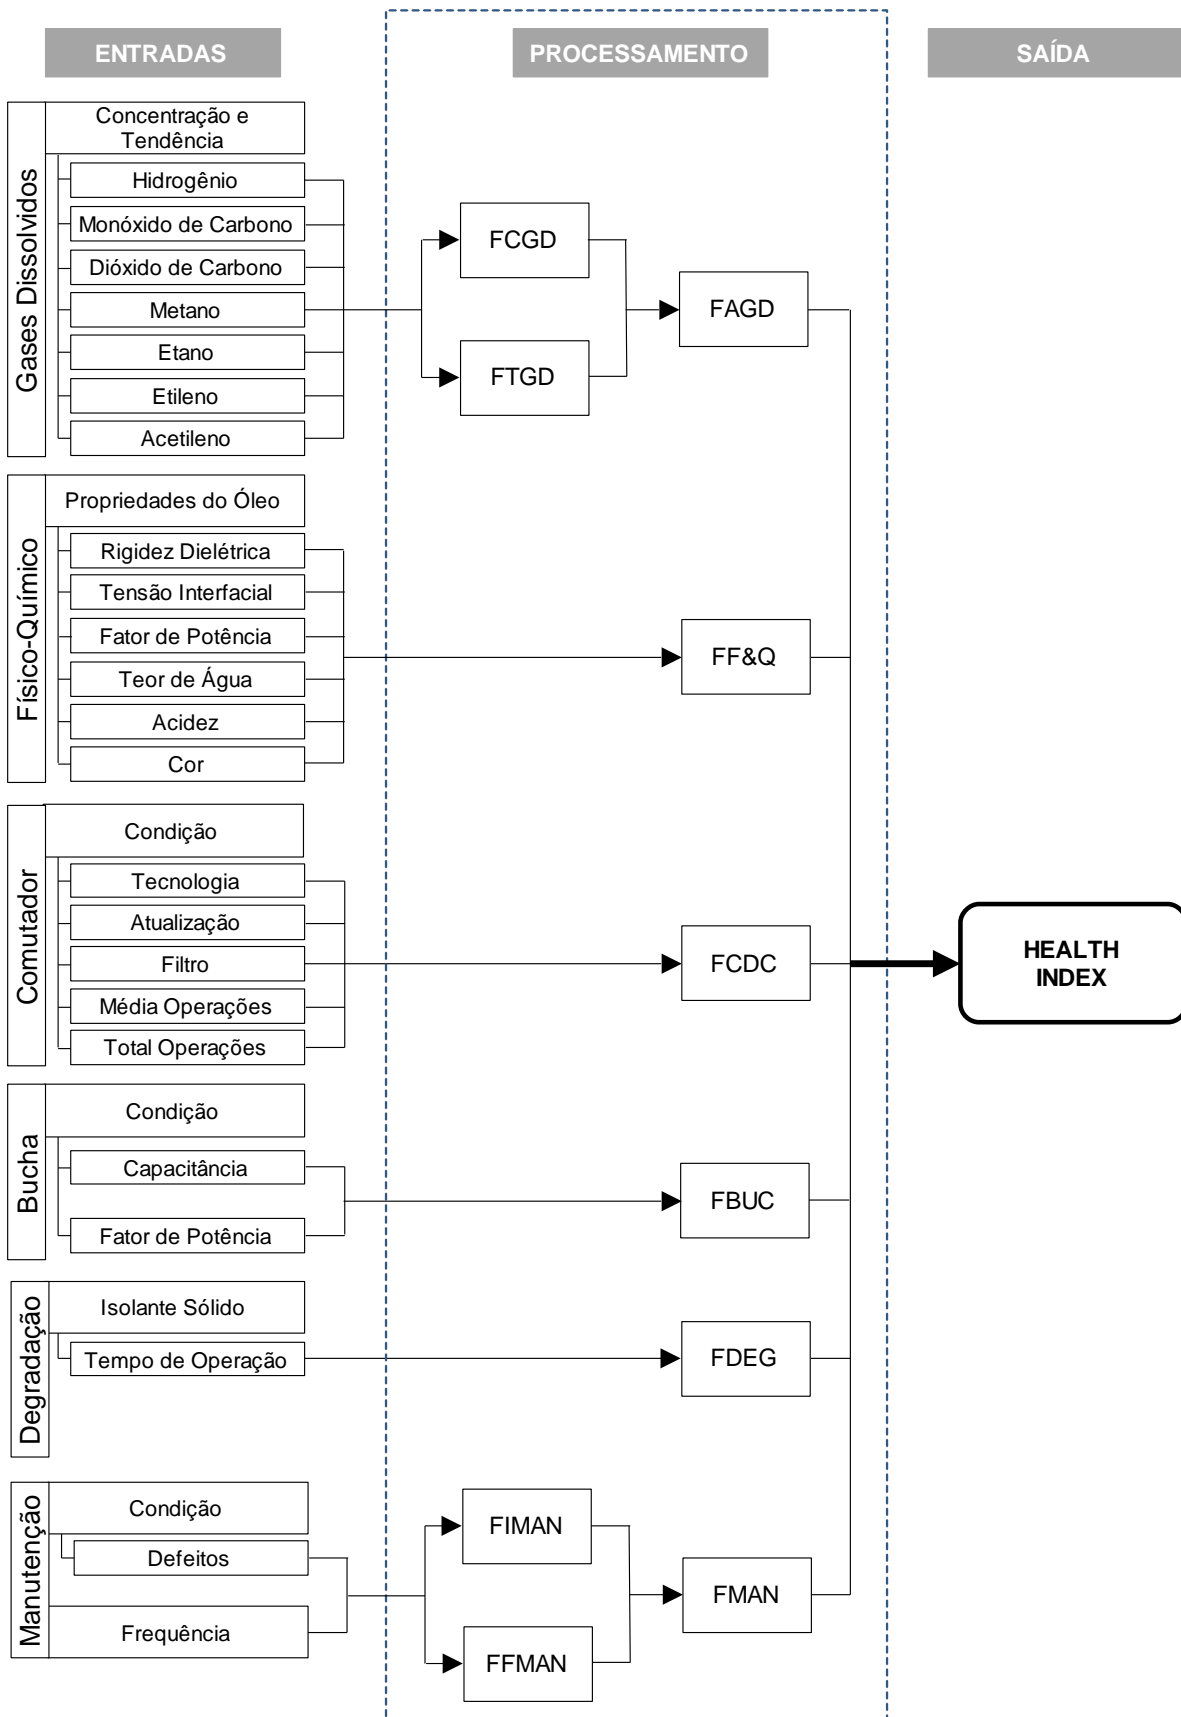 ENTRADAS
PROCESSAMENTO
SAÍDA
Gases Dissolvidos
Concentração e
Tendência
Hidrogênio
Monóxido de Carbono
Dióxido de Carbono
Metano
Etano
Etileno
Acetileno
FCGD
FTGD
FAGD
Físico-Químico
Propriedades do Óleo
Rigidez Dielétrica
Tensão Interfacial
Fator de Potência
Teor de Água
Acidez
Cor
FF&Q
Comutador
Condição
Tecnologia
Atualização
Filtro
Média Operações
Total Operações
FCDC
HEALTH
INDEX
Bucha
Condição
Capacitância
Fator de Potência
FBUC
Degradação
Isolante Sólido
Tempo de Operação
FDEG
Manutenção
Condição
Defeitos
Frequência
FIMAN
FFMAN
FMAN